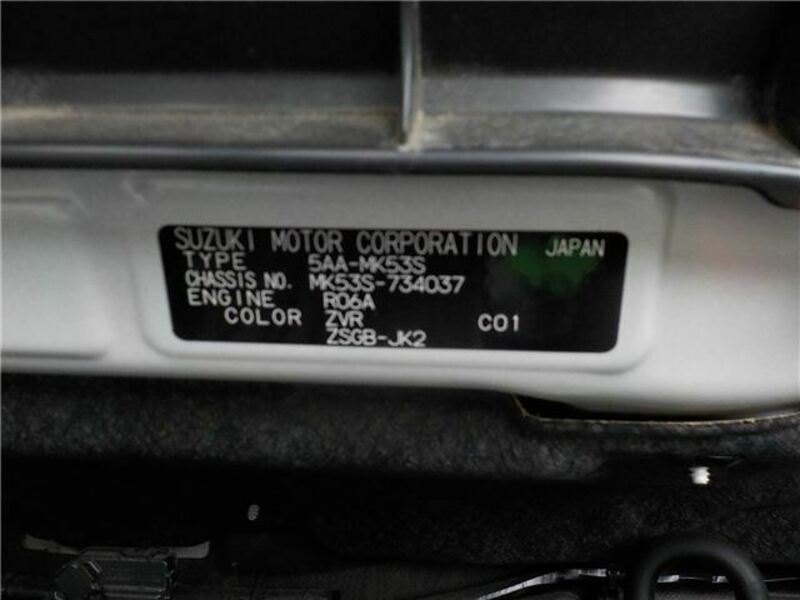 SUZUKI MOTOR CORPORATION JAPAN
TYPE 5AA-MK53S
CHASSIS NO. MK53S-734037
ENGINE R06A
COLOR ZVR C01
ZSGB-JK2